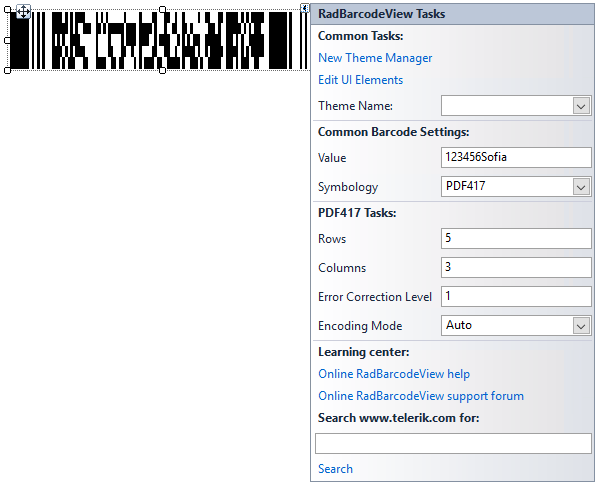 RadBarcodeView Tasks
Common Tasks:
New Theme Manager
Edit UI Elements
Theme Name:
Common Barcode Settings:
Value 123456Sofia
Symbology PDF417
PDF417 Tasks:
Rows 5
Columns 3
Error Correction Level 1
Encoding Mode Auto
Learning center:
Online RadBarcodeView help
Online RadBarcodeView support forum
Search www.telerik.com for:
Search